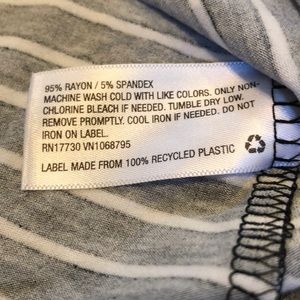 95% RAYON / 5% SPANDEX
MACHINE WASH COLD WITH LIKE COLORS. ONLY NON-
CHLORINE BLEACH IF NEEDED. TUMBLE DRY LOW.
REMOVE PROMPTLY. COOL IRON IF NEEDED. DO NOT
IRON ON LABEL.
RN17730 VN1068795
LABEL MADE FROM 100% RECYCLED PLASTIC